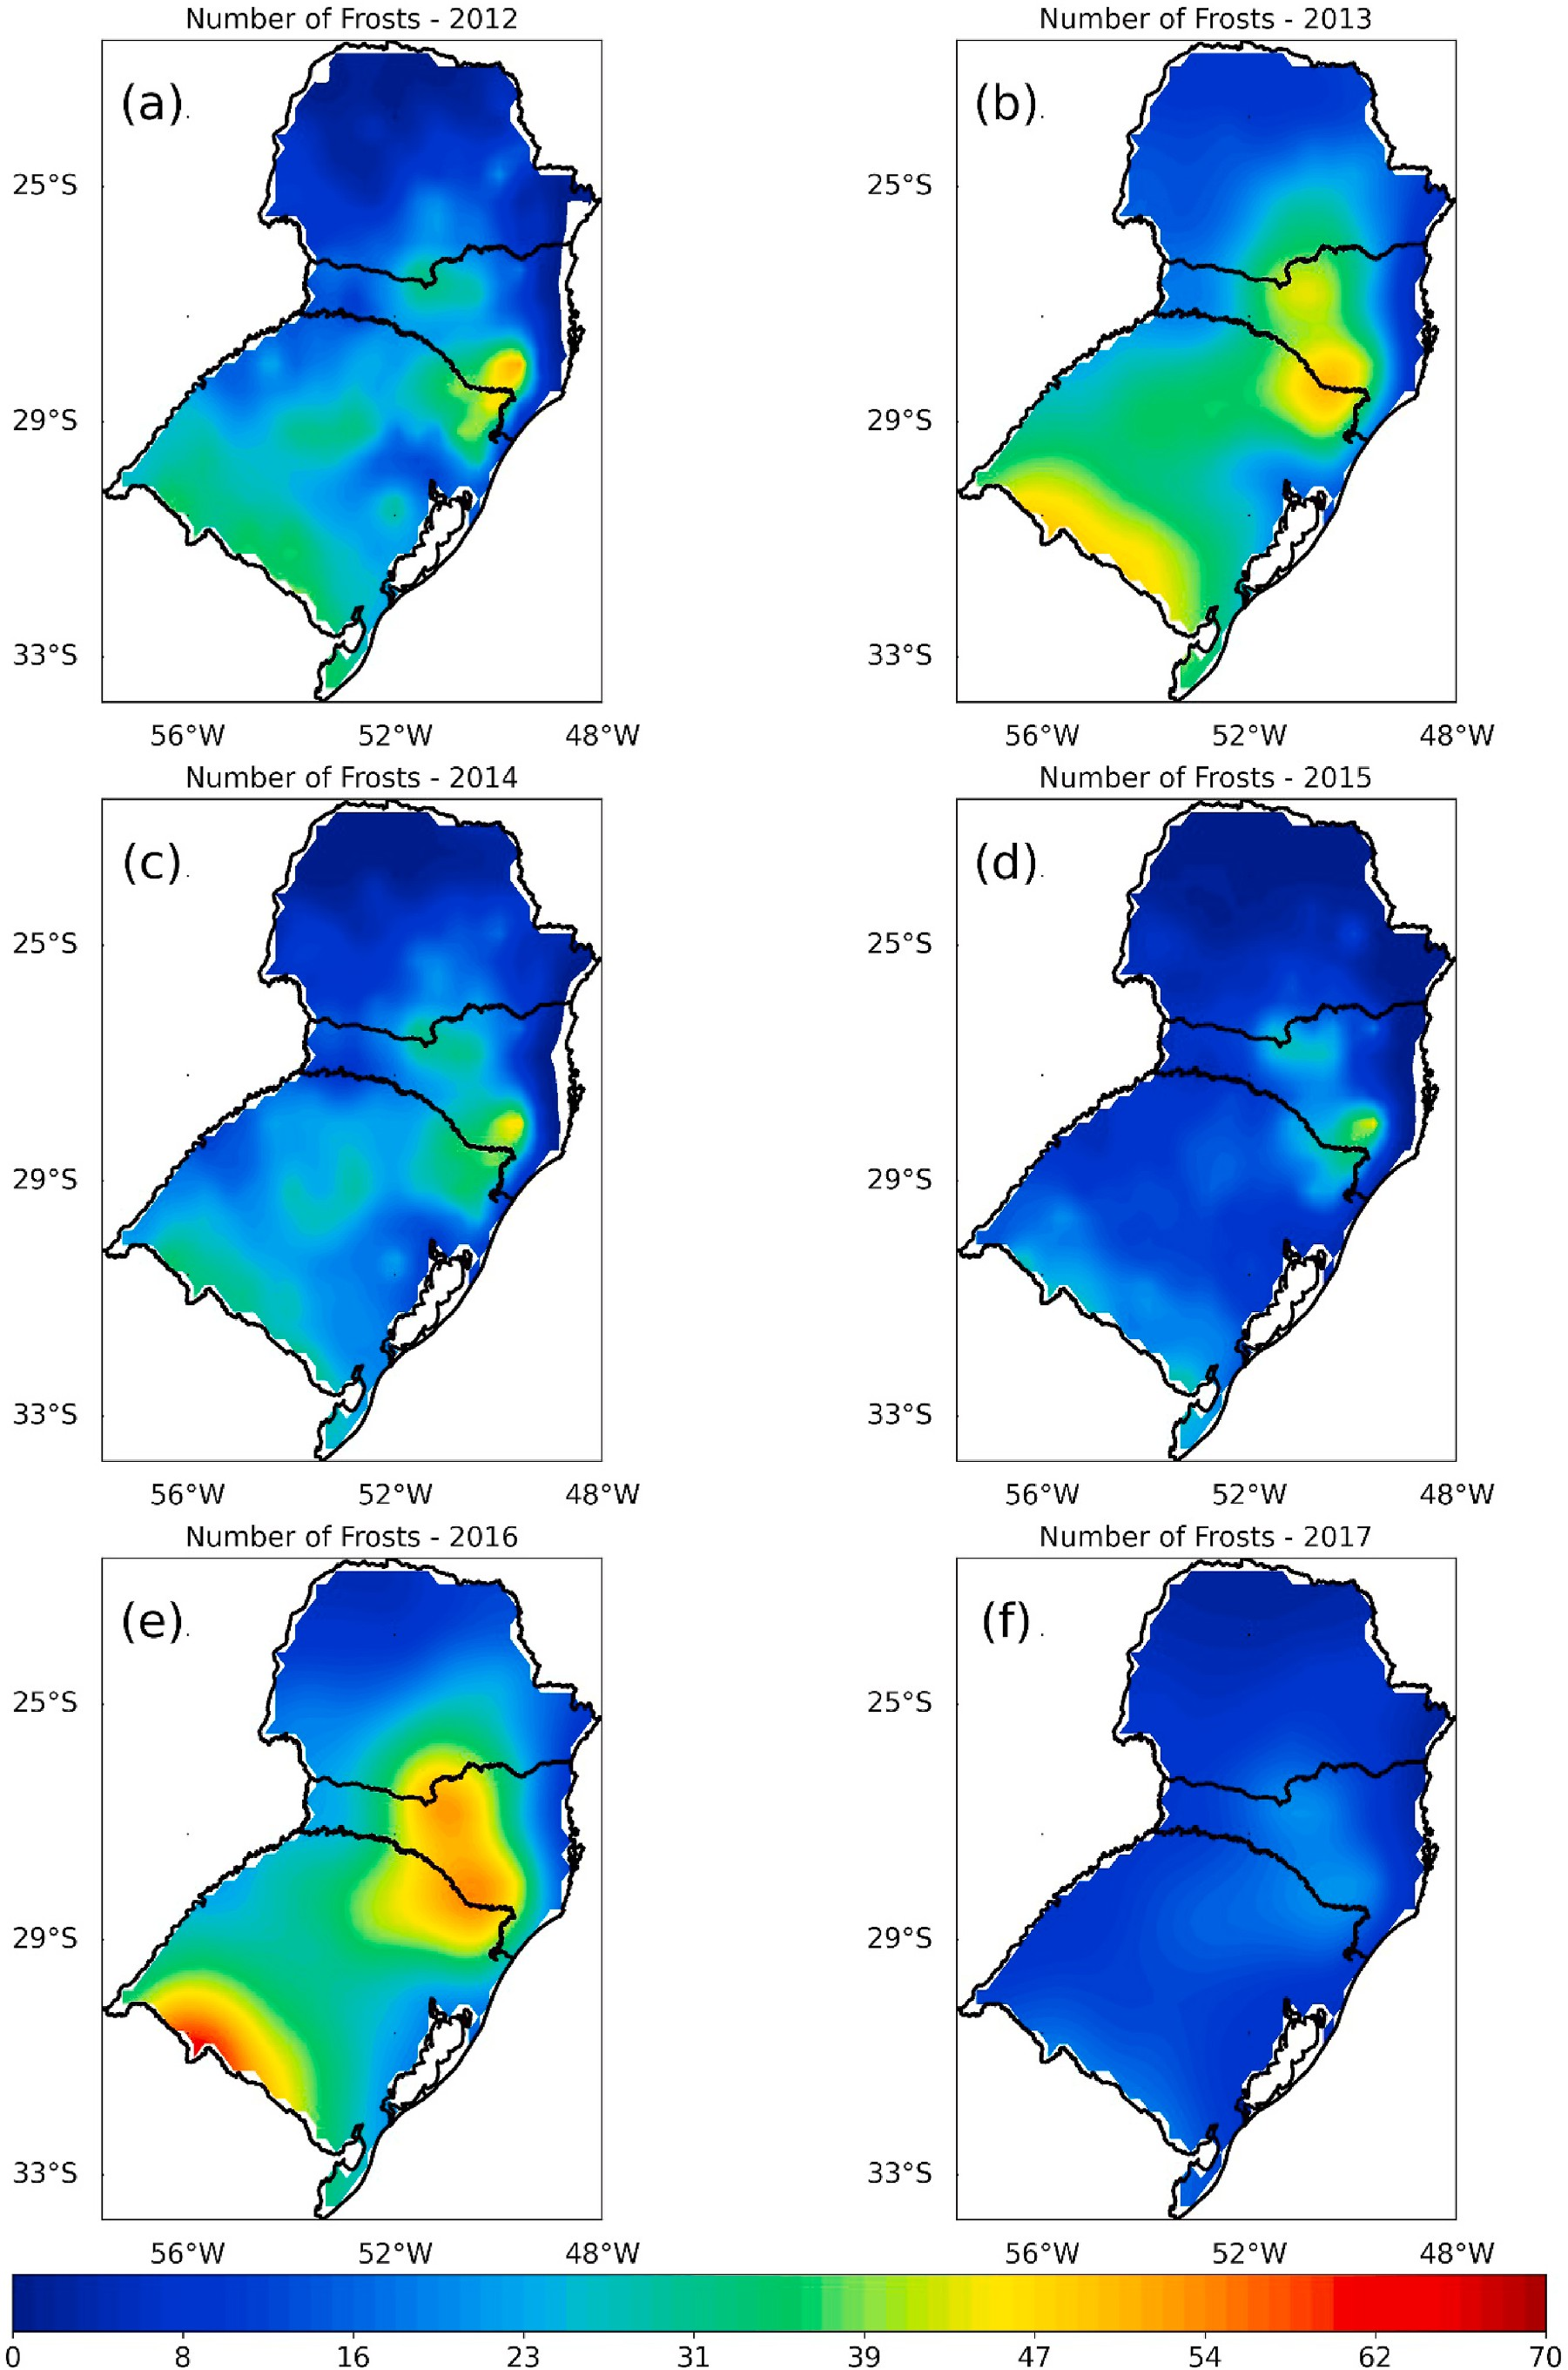 Number of Frosts - 2012
Number of Frosts - 2013
(a)
(b)
25°S
25°S
29°S
29°S
33°S
33°S
56°W 52°W 48°W
56°W 52°W 48°W
Number of Frosts - 2014
Number of Frosts - 2015
(c)
(d)
25°S
25°S
29°S
29°S
33°S
33°S
56°W 52°W 48°W
56°W 52°W 48°W
Number of Frosts - 2016
Number of Frosts - 2017
(e)
(f)
25°S
25°S
29°S
29°S
33°S
33°S
56°W 52°W 48°W
56°W 52°W 48°W
0 8 16 23 31 39 47 54 62 70